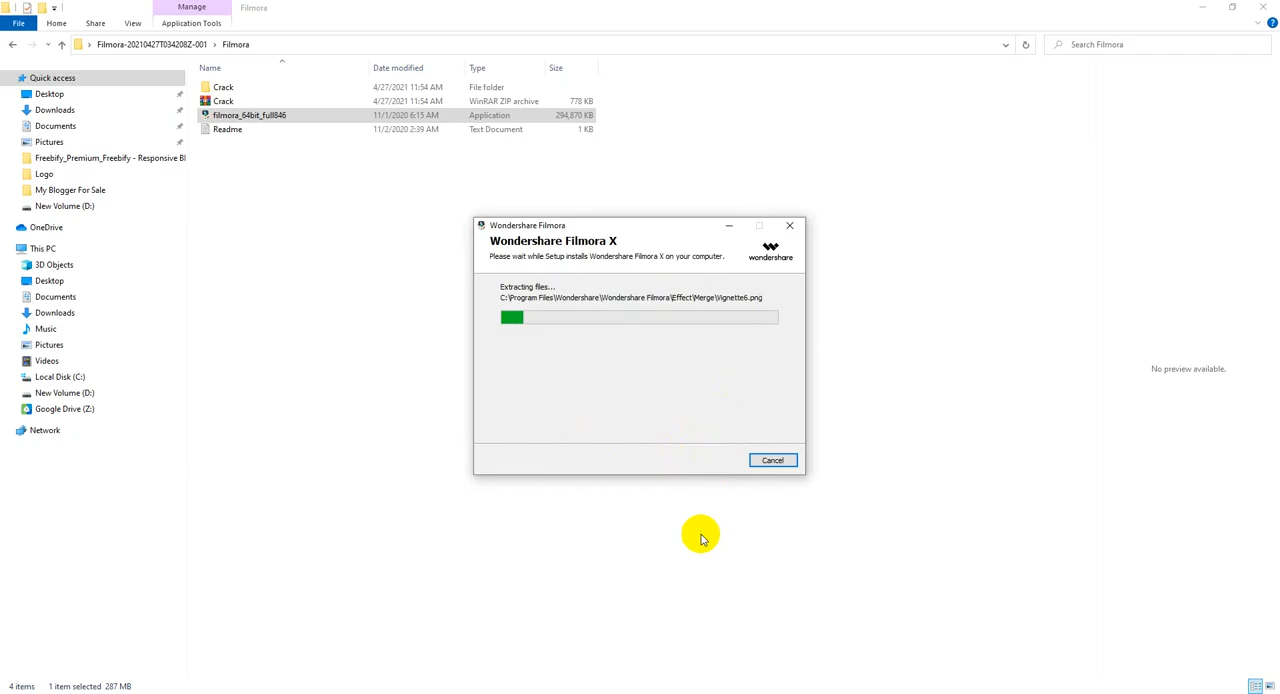 Manage
Filmora
File
Home
Share
View
Application Tools
Filmora-20210427T034208Z-001 › Filmora
Search Filmora
Quick access
Desktop
Downloads
Documents
Pictures
Freebify_Premium_Freebify - Responsive Bl
Logo
My Blogger For Sale
New Volume (D:)
OneDrive
This PC
3D Objects
Desktop
Documents
Downloads
Music
Pictures
Videos
Local Disk (C:)
New Volume (D:)
Google Drive (Z:)
Network
Name Date modified Type Size
Crack 4/27/2021 11:54 AM File folder
Crack 4/27/2021 11:54 AM WinRAR ZIP archive 778 KB
filmora_64bit_full846 11/1/2020 6:15 AM Application 294,870 KB
Readme 11/2/2020 2:39 AM Text Document 1 KB
Wondershare Filmora
Wondershare Filmora X
Please wait while Setup installs Wondershare Filmora X on your computer.
wondershare
Extracting files...
C:\Program Files\Wondershare\Wondershare Filmora\Effect\Merge\Vignette6.png
Cancel
No preview available.
4 items 1 item selected 287 MB